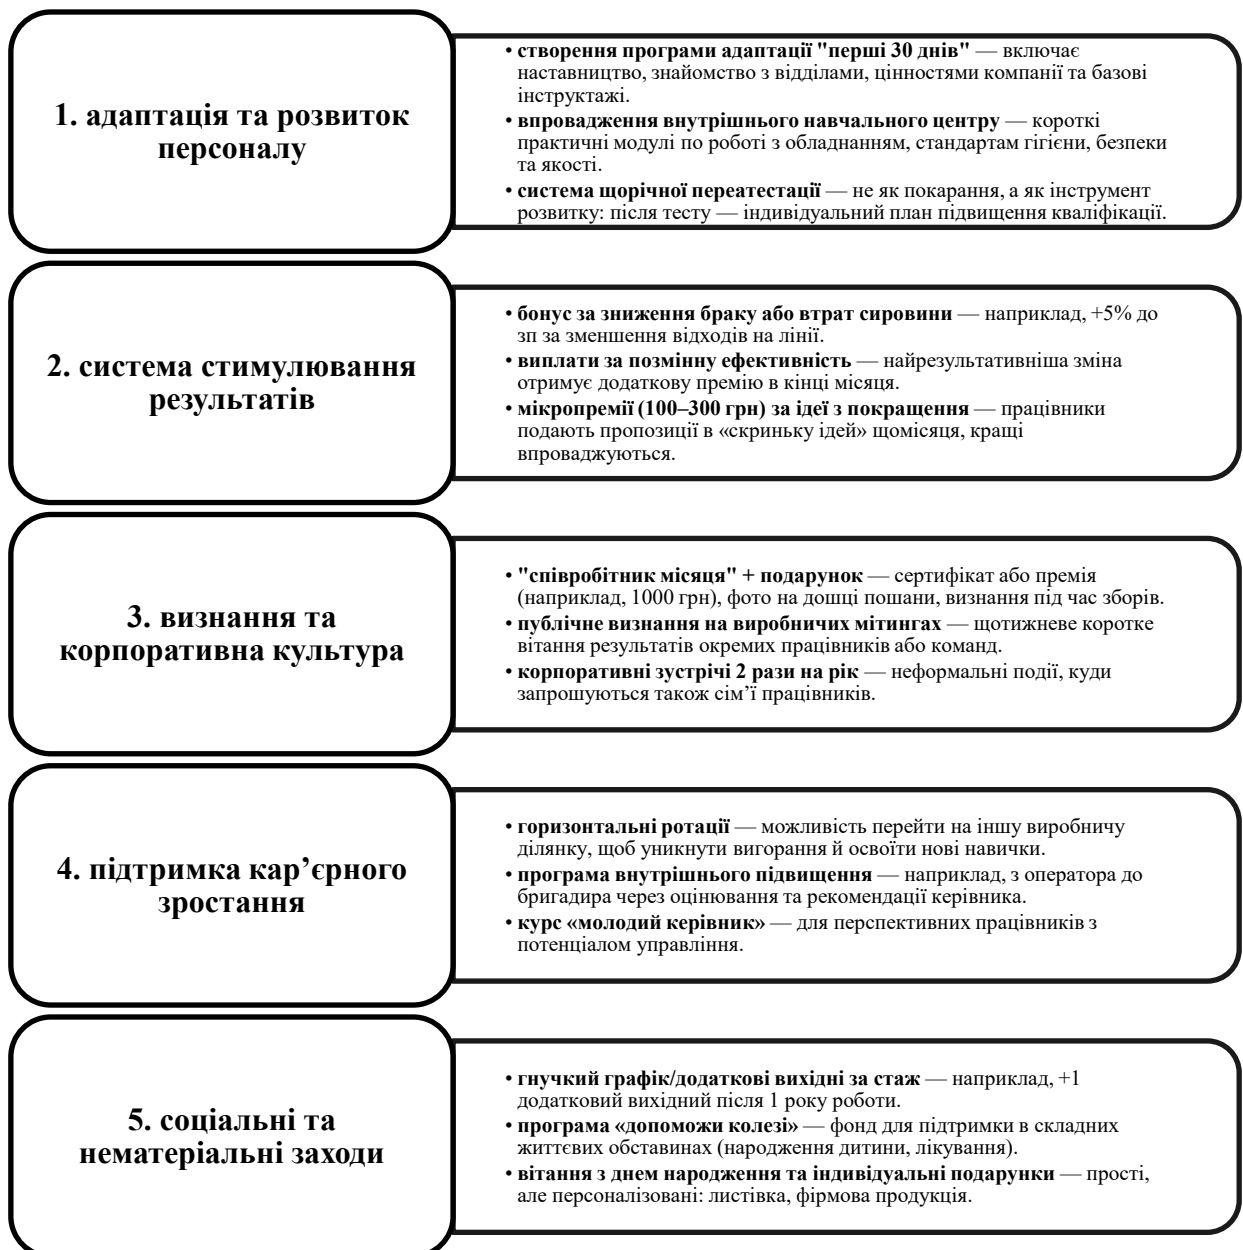 1. адаптація та розвиток
персоналу
• створення програми адаптації "перші 30 днів" — включає
наставництво, знайомство з відділами, цінностями компанії та базові
інструктажі.
• впровадження внутрішнього навчального центру — короткі
практичні модулі по роботі з обладнанням, стандартам гігієни, безпеки
та якості.
• система щорічної переатестації — не як покарання, а як інструмент
розвитку: після тесту — індивідуальний план підвищення кваліфікації.
2. система стимулювання
результатів
• бонус за зниження браку або втрат сировини — наприклад, +5% до
зп за зменшення відходів на лінії.
• виплати за позмінну ефективність — найрезультативніша зміна
отримує додаткову премію в кінці місяця.
• мікропремії (100–300 грн) за ідеї з покращення — працівники
подають пропозиції в «скриньку ідей» щомісяця, кращі
впроваджуються.
3. визнання та
корпоративна культура
• "співробітник місяця" + подарунок — сертифікат або премія
(наприклад, 1000 грн), фото на дошці пошани, визнання під час зборів.
• публічне визнання на виробничих мітингах — щотижневе коротке
вітання результатів окремих працівників або команд.
• корпоративні зустрічі 2 рази на рік — неформальні події, куди
запрошуються також сім’ї працівників.
4. підтримка кар’єрного
зростання
• горизонтальні ротації — можливість перейти на іншу виробничу
ділянку, щоб уникнути вигорання й освоїти нові навички.
• програма внутрішнього підвищення — наприклад, з оператора до
бригадира через оцінювання та рекомендації керівника.
• курс «молодий керівник» — для перспективних працівників з
потенціалом управління.
5. соціальні та
нематеріальні заходи
• гнучкий графік/додаткові вихідні за стаж — наприклад, +1
додатковий вихідний після 1 року роботи.
• програма «допоможи колезі» — фонд для підтримки в складних
життєвих обставинах (народження дитини, лікування).
• вітання з днем народження та індивідуальні подарунки — прості,
але персоналізовані: листівка, фірмова продукція.